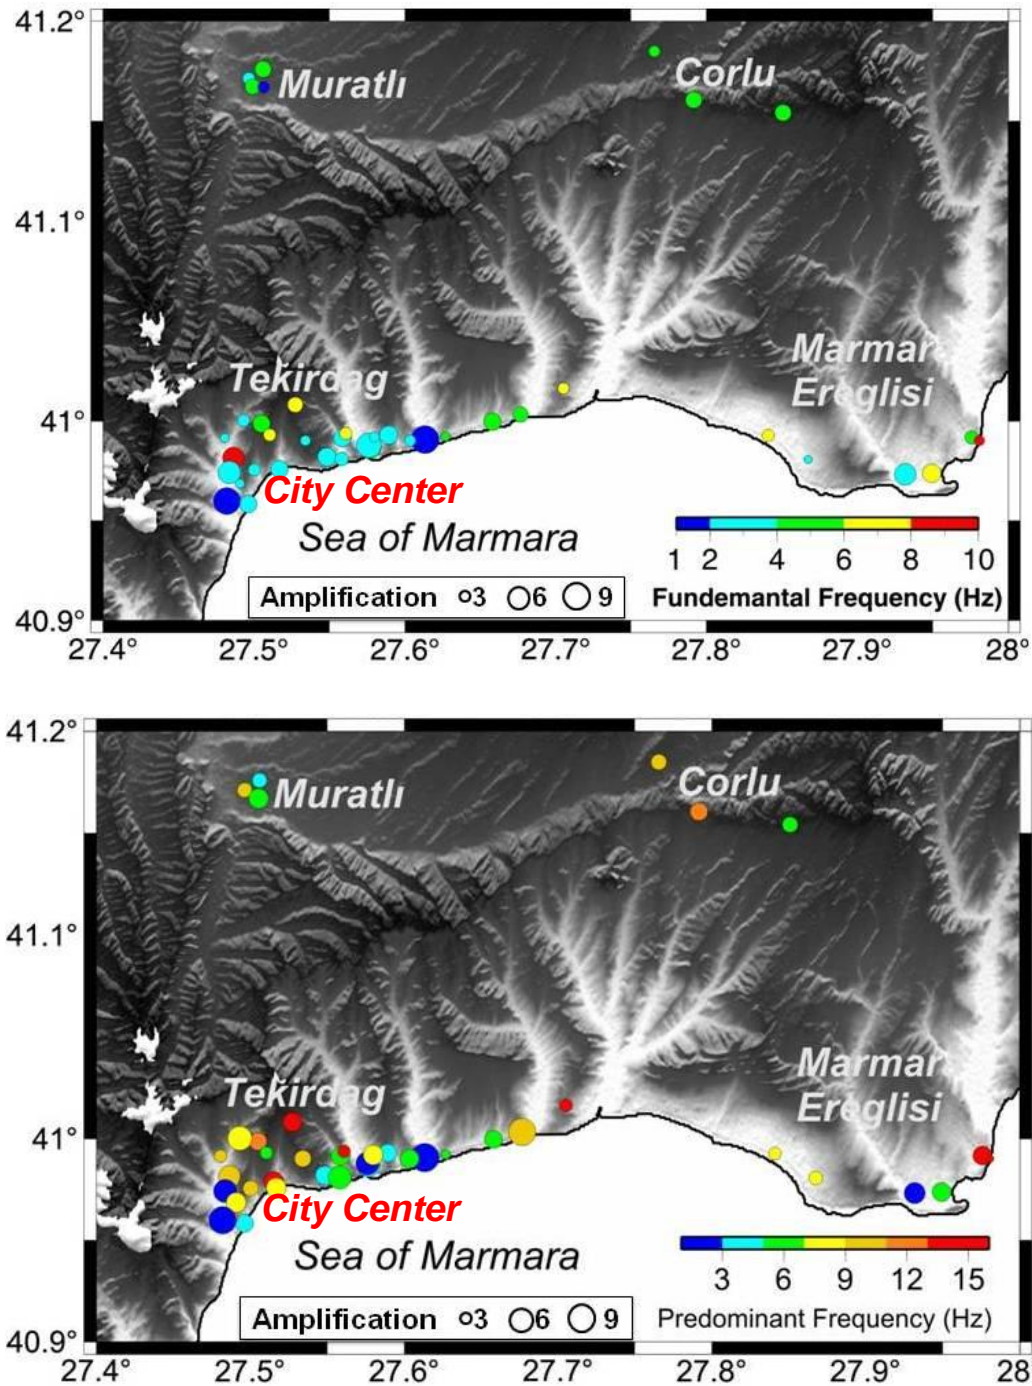 41.2°
Muratlı
Corlu
41.1°
Marmar
Ereglisi
Tekirdag
41°
City Center
Sea of Marmara
1 2 4 6 8 10
Amplification 3 6 9
Fundemantal Frequency (Hz)
40.9°
27.4° 27.5° 27.6° 27.7° 27.8° 27.9° 28°
41.2°
Corlu
Muratlı
41.1°
Marmar
Ereglisi
Tekirdag
41°
City Center
Sea of Marmara
3 6 9 12 15
Amplification 3 6 9
Predominant Frequency (Hz)
40.9°
27.4° 27.5° 27.6° 27.7° 27.8° 27.9° 28°